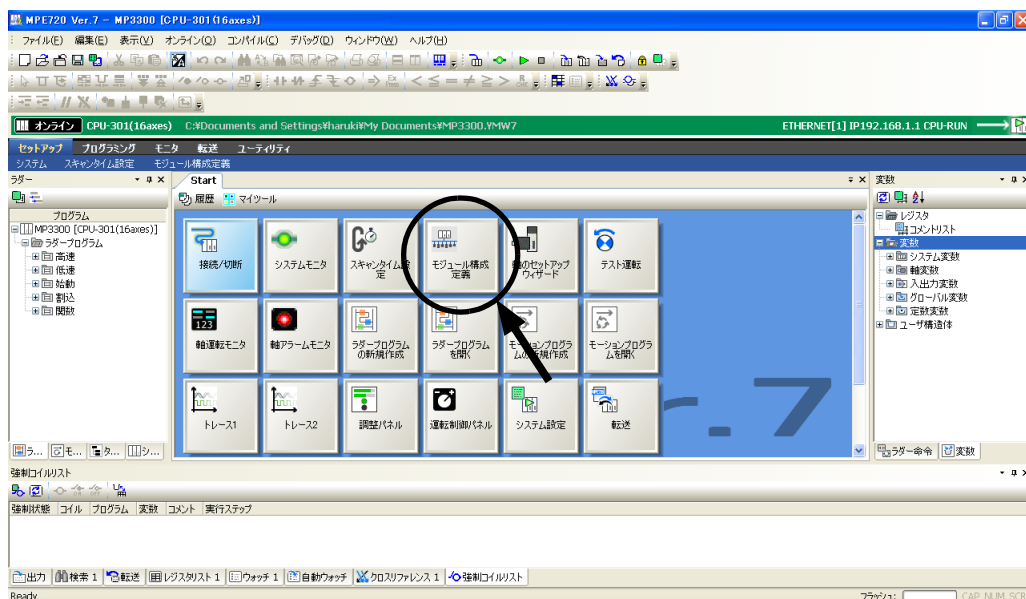 MPE720 Ver.7 - MP3300 [CPU-301(16axes)]
ファイル(F) 編集(E) 表示(V) オンライン(O) コンパイル(C) デバッグ(D) ウィンドウ(W) ヘルプ(H)
オンライン CPU-301(16axes) C:¥Documents and Settings¥haruki¥My Documents¥MP3300.YMW7 ETHERNET[1] IP192.168.1.1 CPU-RUN
セットアップ プログラミング モニタ 転送 ユーティリティ
システム スキャンタイム設定 モジュール構成定義
ラダー
プログラム
MP3300 [CPU-301(16axes)]
ラダープログラム
高速
低速
始動
割込
関数
ラ... モ... タ... シ...
Start
履歴 マイツール
接続/切断
システムモニタ
スキャンタイム設
定
モジュール構成
定義
軸のセットアップ
ウィザード
テスト運転
123
軸運転モニタ
軸アラームモニタ
ラダープログラム
の新規作成
ラダープログラム
を開く
モーションプログラ
ムの新規作成
モーションプログラ
ムを開く
トレース1
トレース2
調整パネル
運転制御パネル
システム設定
転送
r.7
変数
レジスタ
コメントリスト
変数
システム変数
軸変数
入出力変数
グローバル変数
定数変数
ユーザ構造体
ラダー命令 変数
強制コイルリスト
強制状態 コイル プログラム 変数 コメント 実行ステップ
出力 検索 1 転送 レジスタリスト 1 ウォッチ 1 自動ウォッチ クロスリファレンス 1 強制コイルリスト
Ready フラッシュ: CAP NUM SCR